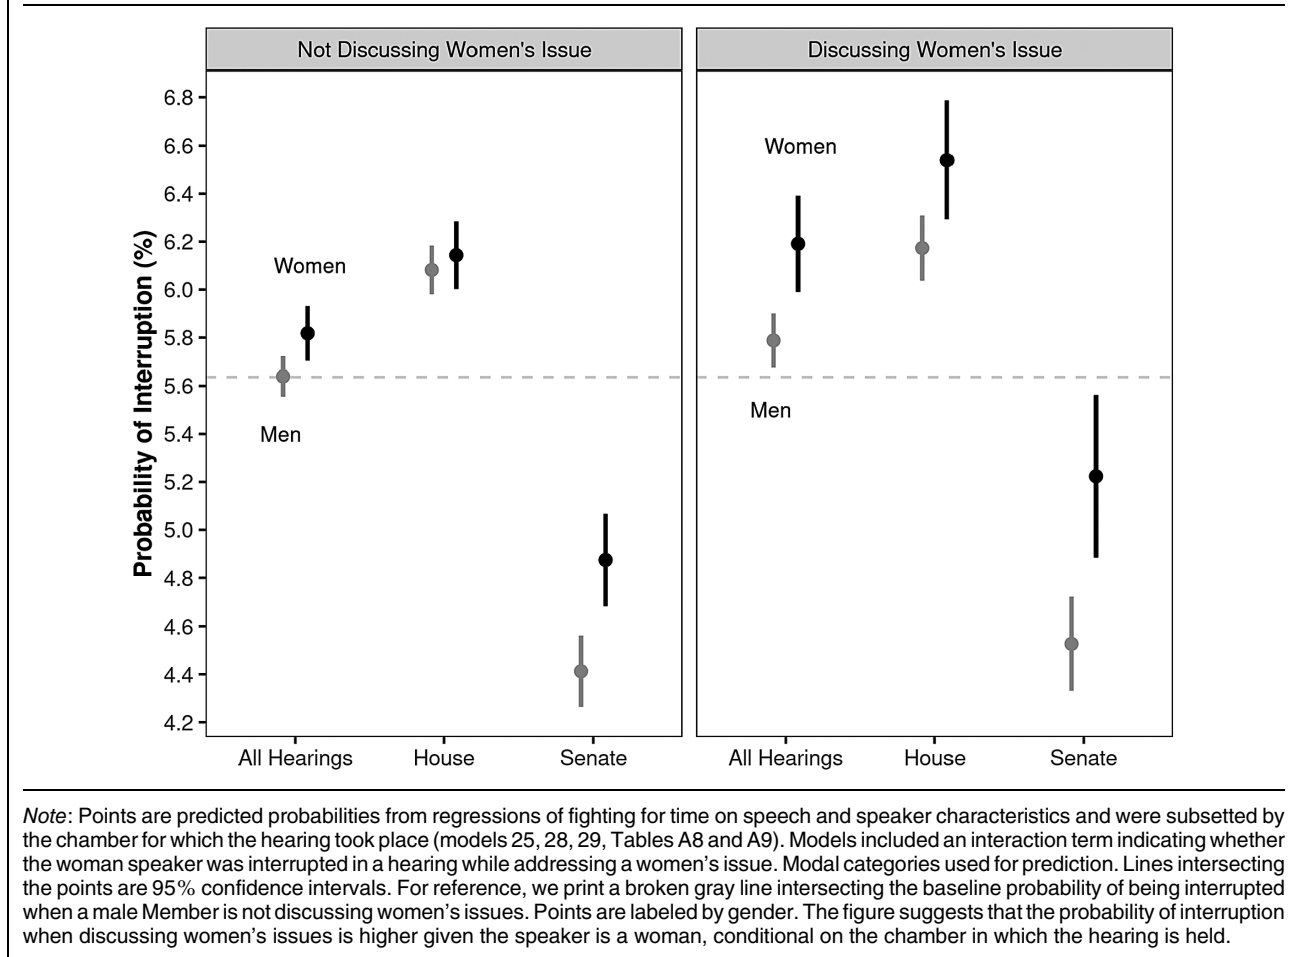 Not Discussing Women's Issue
Discussing Women's Issue
Probability of Interruption (%)
6.8
6.6
6.4
6.2
6.0
5.8
5.6
5.4
5.2
5.0
4.8
4.6
4.4
4.2
Women
Men
Women
Men
All Hearings
House
Senate
All Hearings
House
Senate
Note: Points are predicted probabilities from regressions of fighting for time on speech and speaker characteristics and were subsetted by
the chamber for which the hearing took place (models 25, 28, 29, Tables A8 and A9). Models included an interaction term indicating whether
the woman speaker was interrupted in a hearing while addressing a women’s issue. Modal categories used for prediction. Lines intersecting
the points are 95% confidence intervals. For reference, we print a broken gray line intersecting the baseline probability of being interrupted
when a male Member is not discussing women’s issues. Points are labeled by gender. The figure suggests that the probability of interruption
when discussing women’s issues is higher given the speaker is a woman, conditional on the chamber in which the hearing is held.